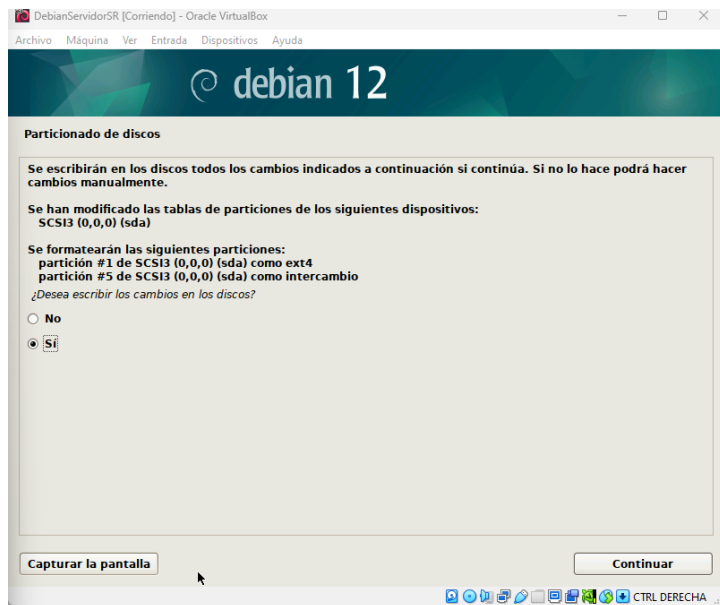 DebianServidorSR [Corriendo] - Oracle VirtualBox
Archivo Máquina Ver Entrada Dispositivos Ayuda
debian 12
Particionado de discos
Se escribirán en los discos todos los cambios indicados a continuación si continúa. Si no lo hace podrá hacer
cambios manualmente.
Se han modificado las tablas de particiones de los siguientes dispositivos:
SCSI3 (0,0,0) (sda)
Se formatearán las siguientes particiones:
partición #1 de SCSI3 (0,0,0) (sda) como ext4
partición #5 de SCSI3 (0,0,0) (sda) como intercambio
¿Desea escribir los cambios en los discos?
No
Sí
Capturar la pantalla
Continuar
CTRL DERECHA